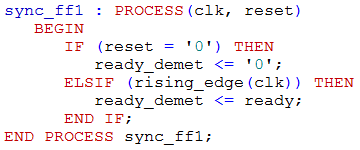 sync_ff1 : PROCESS(clk, reset)
BEGIN
IF (reset = '0') THEN
ready_demet <= '0';
ELSIF (rising_edge(clk)) THEN
ready_demet <= ready;
END IF;
END PROCESS sync_ff1;